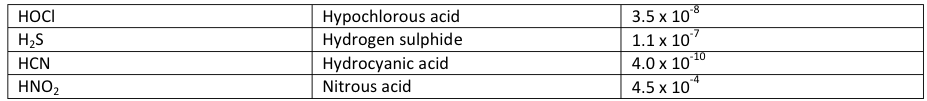 HOCl Hypochlorous acid 3.5 x 10⁻⁸
H₂S Hydrogen sulphide 1.1 x 10⁻⁷
HCN Hydrocyanic acid 4.0 x 10⁻¹⁰
HNO₂ Nitrous acid 4.5 x 10⁻⁴